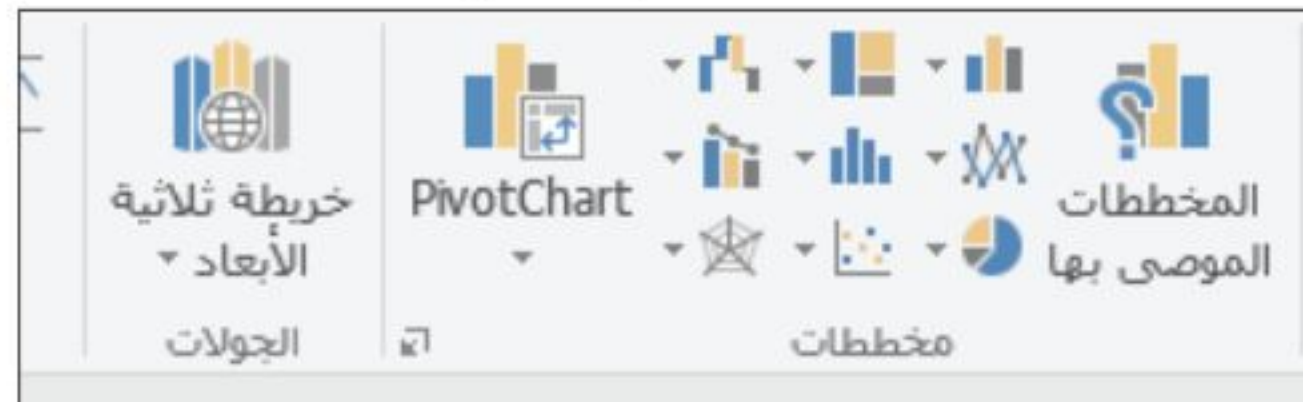 المخططات
الموصى بها
PivotChart
مخططات
خريطة ثلاثية
الأبعاد
الجولات